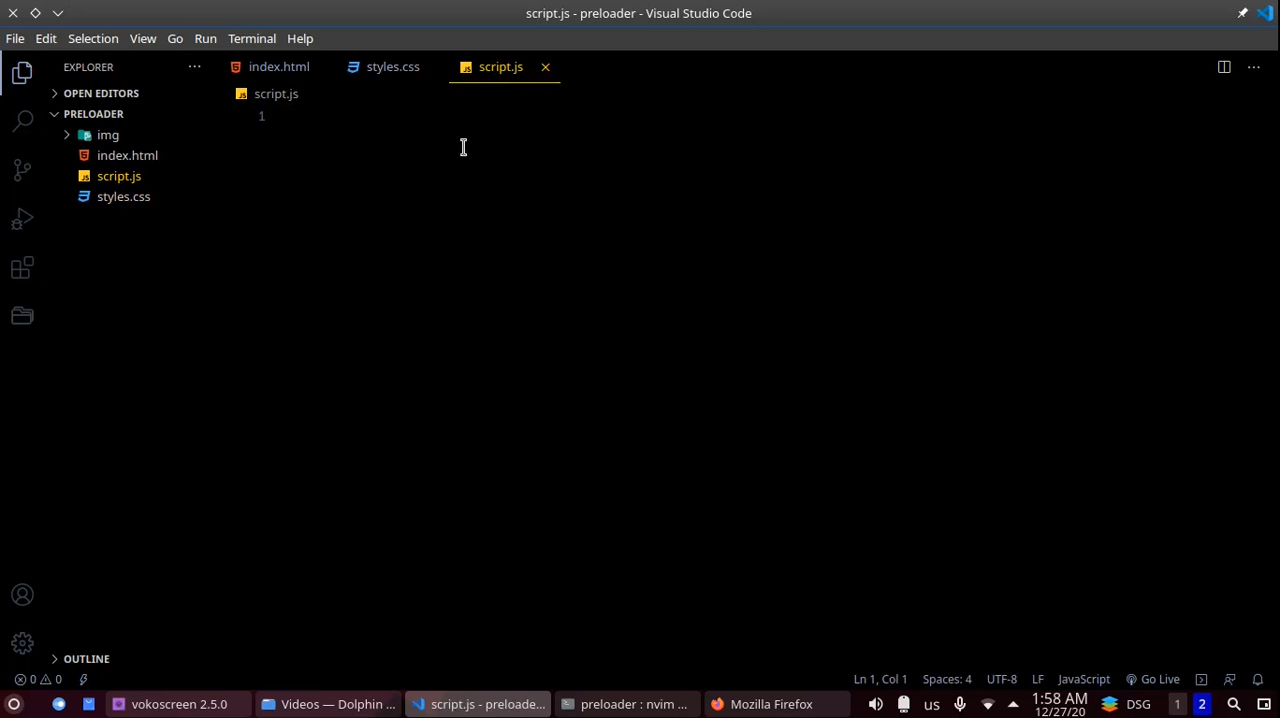 script.js - preloader - Visual Studio Code
File Edit Selection View Go Run Terminal Help
EXPLORER ··· index.html styles.css script.js ···
OPEN EDITORS
script.js
PRELOADER
1
img
index.html
script.js
styles.css
OUTLINE
0 0 Ln 1, Col 1 Spaces: 4 UTF-8 LF JavaScript Go Live
vokoscreen 2.5.0 Videos — Dolphin ... script.js - preloade... preloader : nvim ... Mozilla Firefox us 1:58 AM DSG 1 2
12/27/20